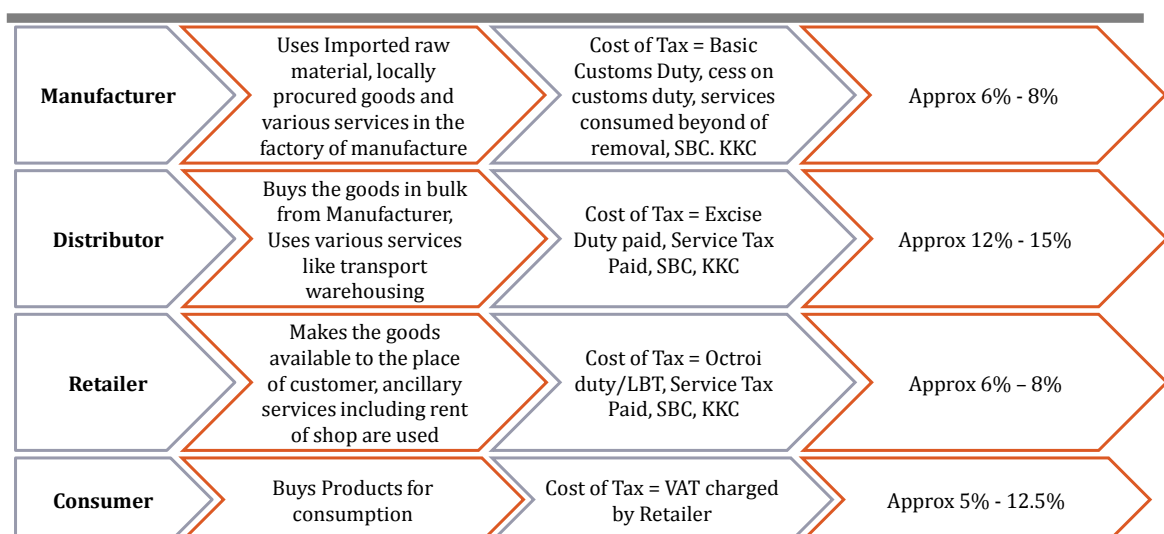 Manufacturer
Uses Imported raw
material, locally
procured goods and
various services in the
factory of manufacture
Cost of Tax = Basic
Customs Duty, cess on
customs duty, services
consumed beyond of
removal, SBC. KKC
Approx 6% - 8%
Distributor
Buys the goods in bulk
from Manufacturer,
Uses various services
like transport
warehousing
Cost of Tax = Excise
Duty paid, Service Tax
Paid, SBC, KKC
Approx 12% - 15%
Retailer
Makes the goods
available to the place
of customer, ancillary
services including rent
of shop are used
Cost of Tax = Octroi
duty/LBT, Service Tax
Paid, SBC, KKC
Approx 6% – 8%
Consumer
Buys Products for
consumption
Cost of Tax = VAT charged
by Retailer
Approx 5% - 12.5%